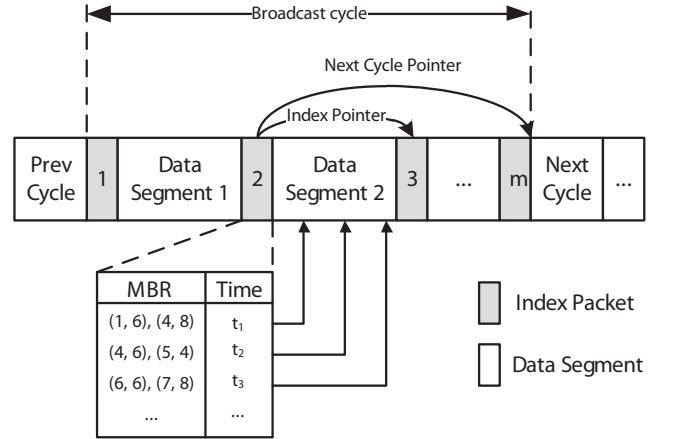 Broadcast cycle
Next Cycle Pointer
Index Pointer
Prev
Cycle
1
Data
Segment 1
2
Data
Segment 2
3
...
m
Next
Cycle
...
MBR Time
(1, 6), (4, 8) t1
(4, 6), (5, 4) t2
(6, 6), (7, 8) t3
... ...
Index Packet
Data Segment